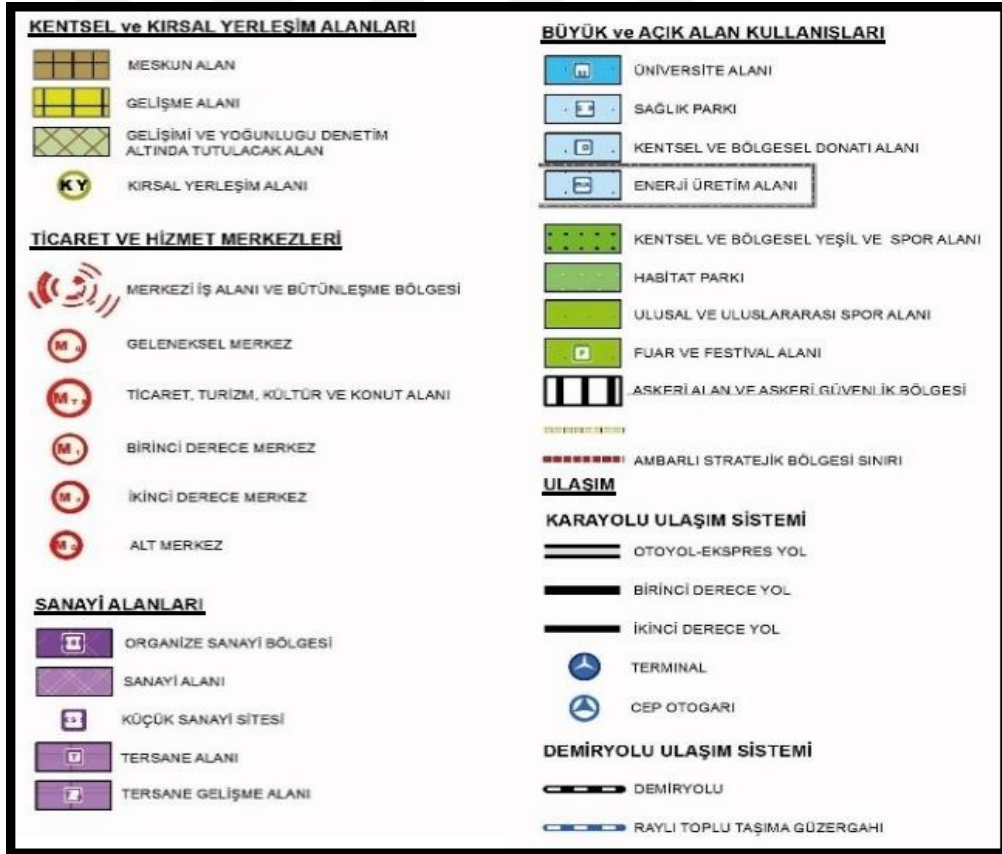 KENTSEL ve KIRSAL YERLEŞİM ALANLARI
MESKUN ALAN
GELİŞME ALANI
GELİŞİMİ VE YOĞUNLUGU DENETİM
ALTINDA TUTULACAK ALAN
KY KIRSAL YERLEŞİM ALANI
TİCARET VE HİZMET MERKEZLERİ
MERKEZİ İŞ ALANI VE BÜTÜNLEŞME BÖLGESİ
M GELENEKSEL MERKEZ
M TİCARET, TURİZM, KÜLTÜR VE KONUT ALANI
M BİRİNCİ DERECE MERKEZ
M İKİNCİ DERECE MERKEZ
M ALT MERKEZ
SANAYİ ALANLARI
ORGANİZE SANAYİ BÖLGESİ
SANAYİ ALANI
KÜÇÜK SANAYİ SİTESİ
T TERSANE ALANI
TERSANE GELİŞME ALANI
BÜYÜK ve AÇIK ALAN KULLANIŞLARI
ÜNİVERSİTE ALANI
SAĞLIK PARKI
KENTSEL VE BÖLGESEL DONATI ALANI
ENERJİ ÜRETİM ALANI
KENTSEL VE BÖLGESEL YEŞİL VE SPOR ALANI
HABİTAT PARKI
ULUSAL VE ULUSLARARASI SPOR ALANI
F FUAR VE FESTİVAL ALANI
ASKERİ ALAN VE ASKERİ GÜVENLİK BÖLGESİ
AMBARLI STRATEJİK BÖLGESİ SINIRI
ULAŞIM
KARAYOLU ULAŞIM SİSTEMİ
OTOYOL-EKSPRES YOL
BİRİNCİ DERECE YOL
İKİNCİ DERECE YOL
TERMINAL
CEP OTOGARI
DEMİRYOLU ULAŞIM SİSTEMİ
DEMİRYOLU
RAYLI TOPLU TAŞIMA GÜZERGAHI